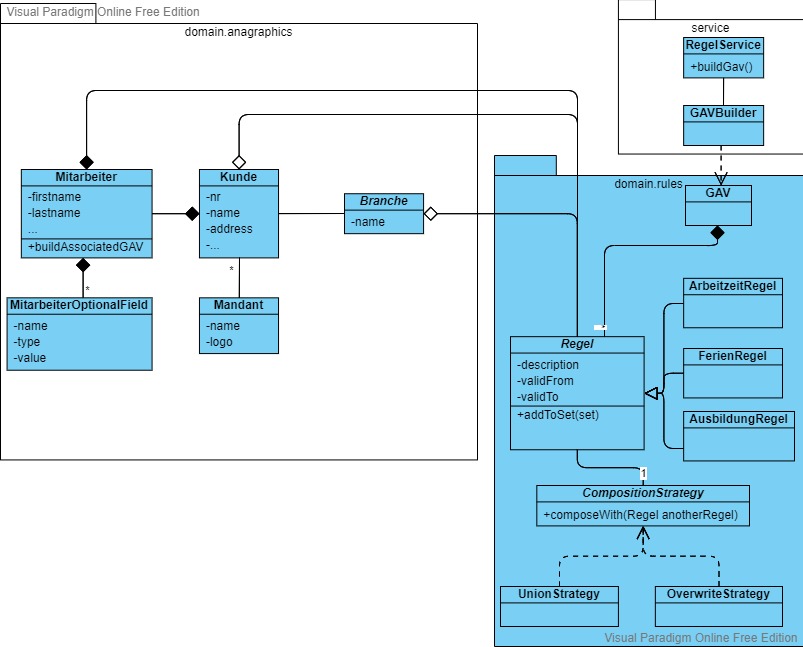 Visual Paradigm Online Free Edition
domain.anagraphics
service
RegelService
+buildGav()
GAVBuilder
domain.rules
GAV
Mitarbeiter
-firstname
-lastname
...
+buildAssociatedGAV
Kunde
-nr
-name
-address
-...
Branche
-name
*
*
MitarbeiterOptionalField
-name
-type
-value
Mandant
-name
-logo
ArbeitzeitRegel
*
Regel
-description
-validFrom
-validTo
+addToSet(set)
FerienRegel
AusbildungRegel
1
CompositionStrategy
+composeWith(Regel anotherRegel)
UnionStrategy
OverwriteStrategy
Visual Paradigm Online Free Edition